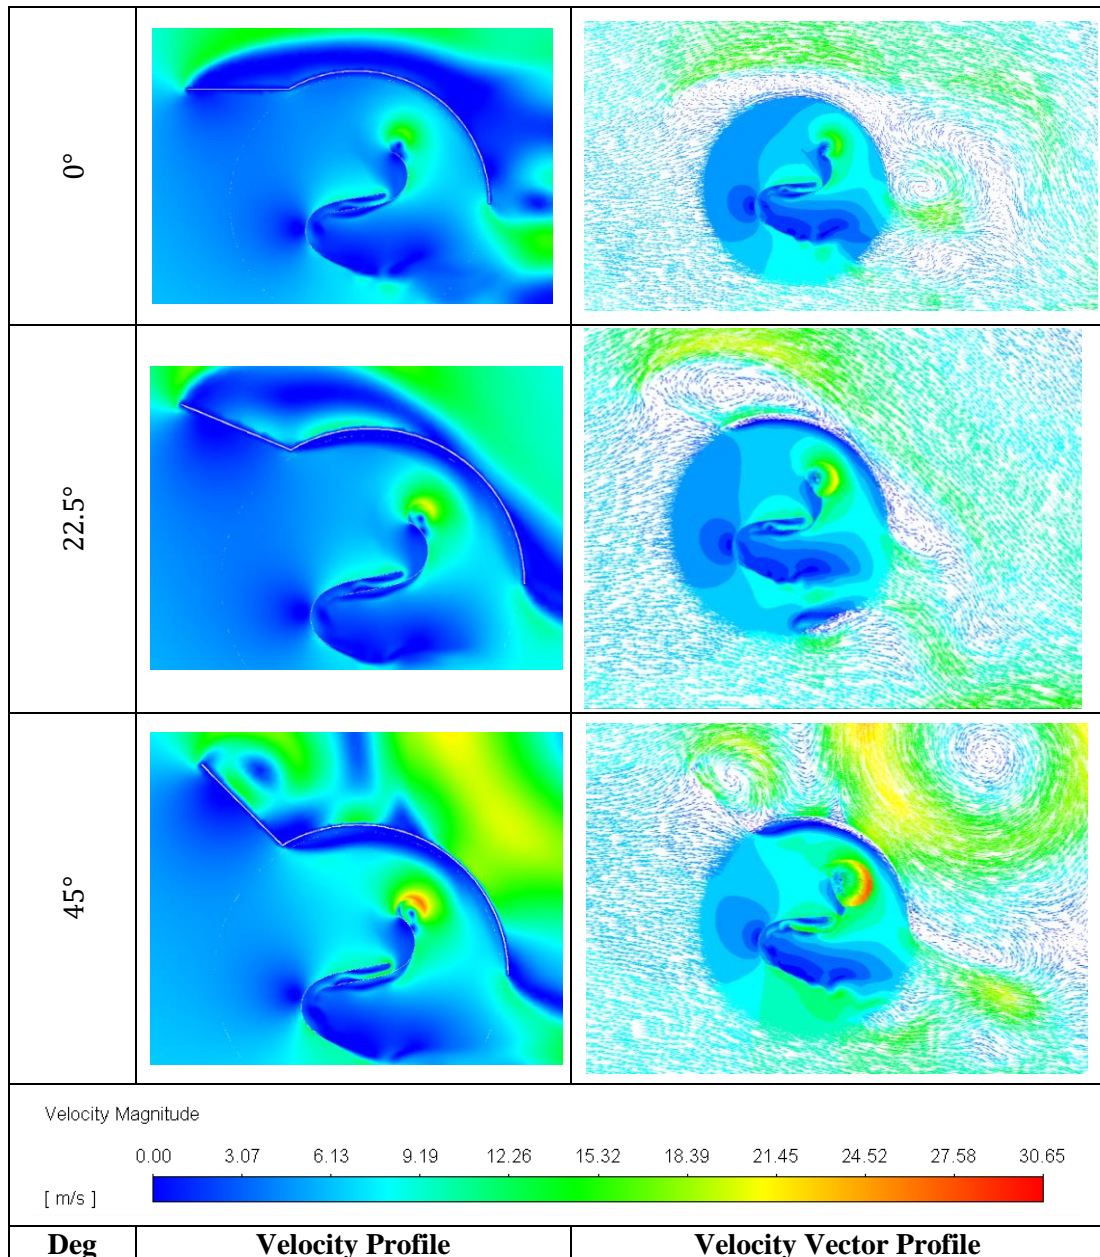 0°
22.5°
45°
Velocity Magnitude
0.00 3.07 6.13 9.19 12.26 15.32 18.39 21.45 24.52 27.58 30.65
[ m/s ]
Deg Velocity Profile Velocity Vector Profile